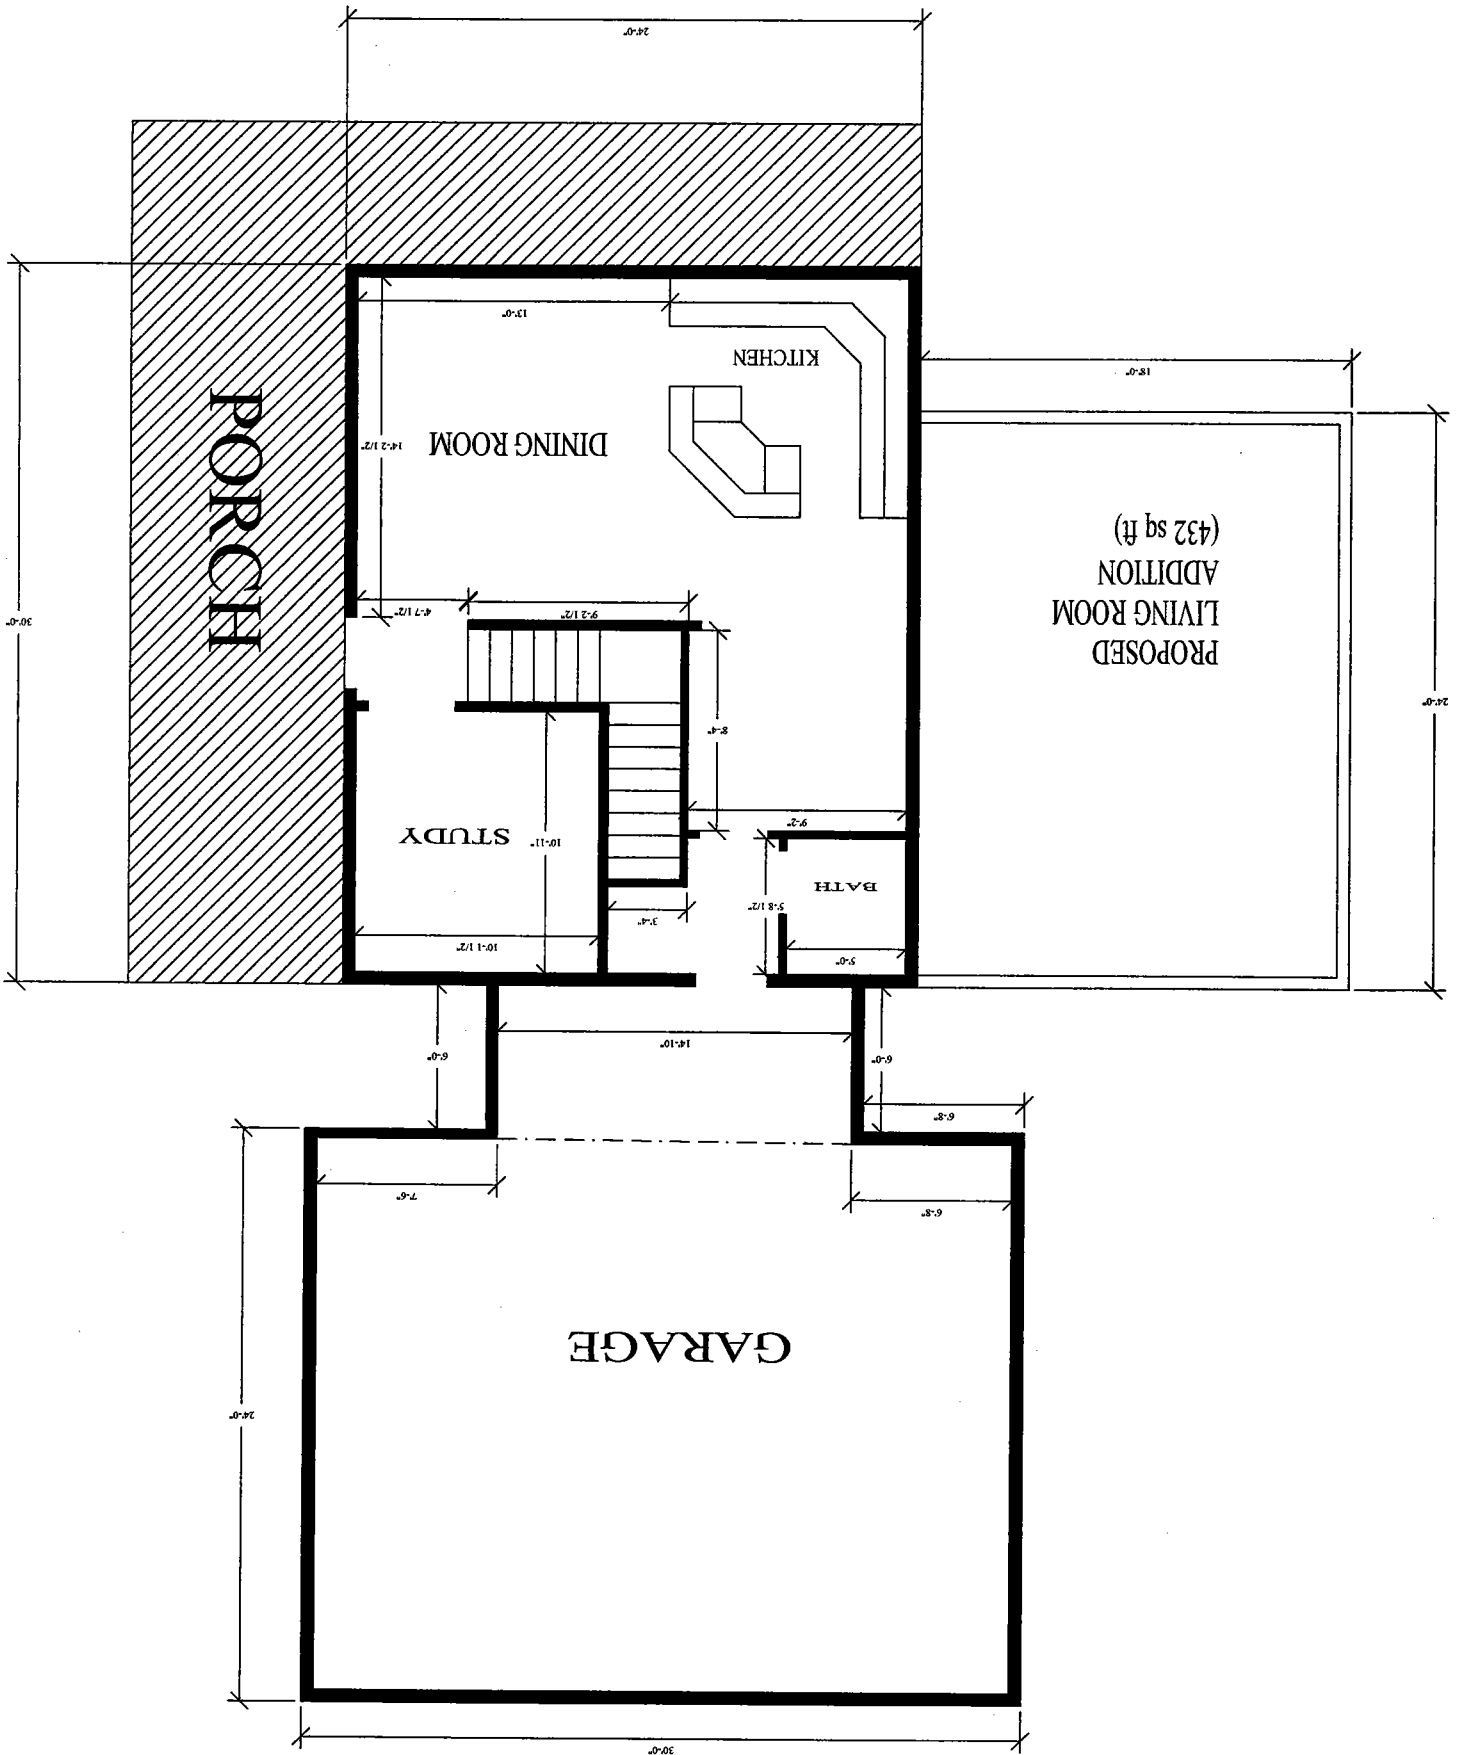 30'-0"
GARAGE
24'-0"
6'-8"
7'-6"
6'-8"
6'-0"
14'-10"
6'-0"
5'-0"
10'-1 1/2"
3'-4"
5'-8 1/2"
BATH
STUDY
10'-11"
9'-2"
8'-4"
24'-0"
PROPOSED
LIVING ROOM
ADDITION
(432 sq ft)
18'-0"
9'-2 1/2"
4'-7 1/2"
30'-0"
PORCH
DINING ROOM
14'-2 1/2"
KITCHEN
13'-0"
24'-0"